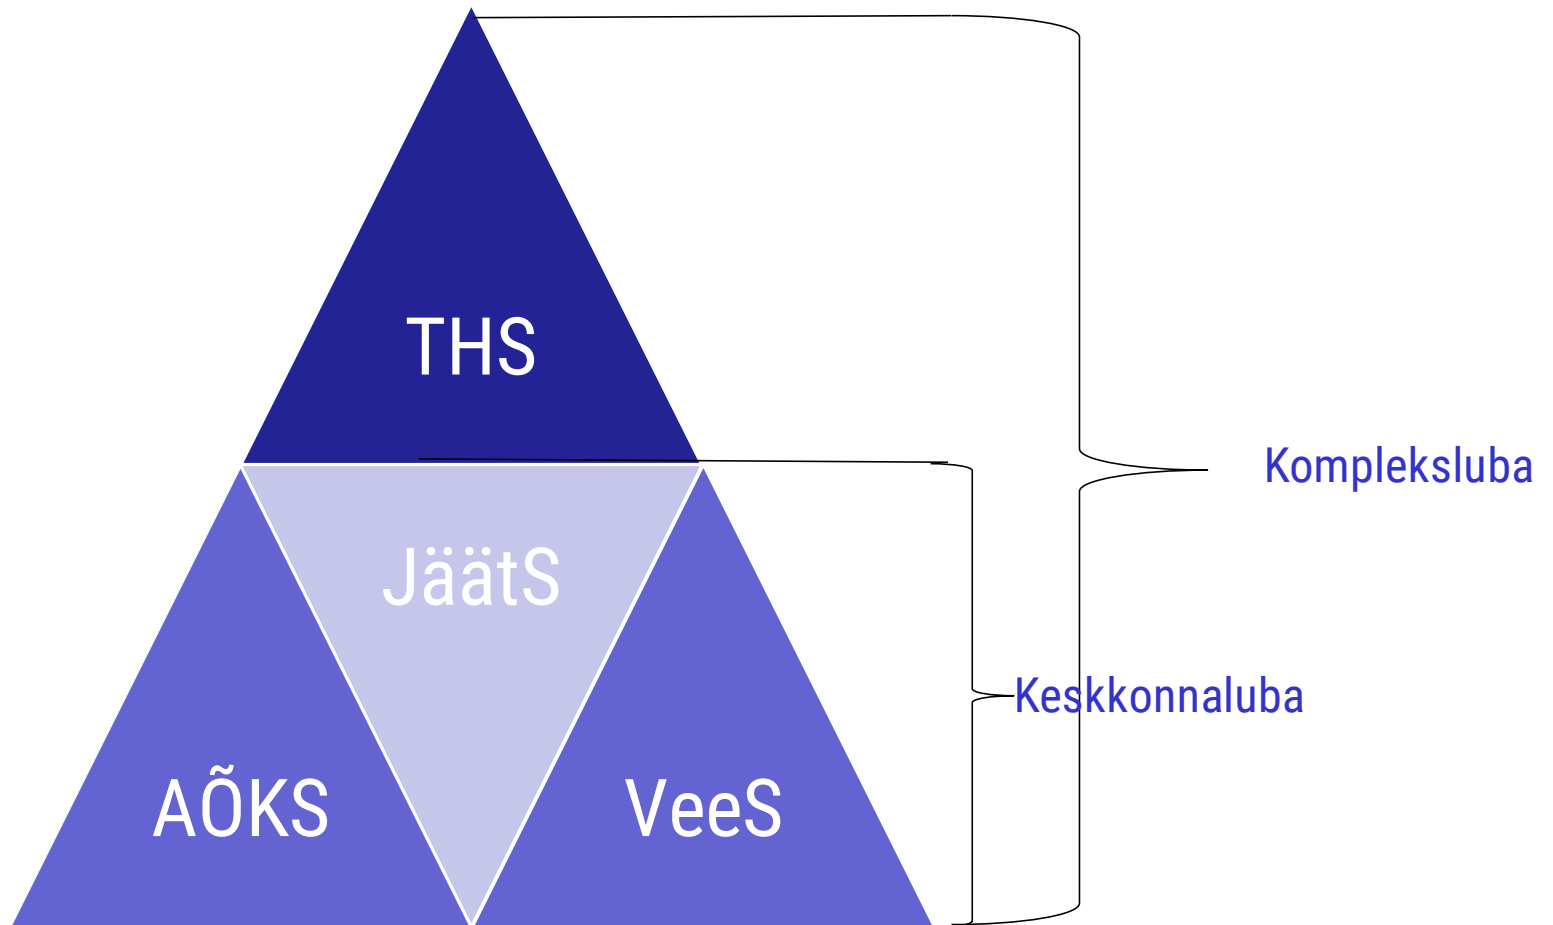 THS
Kompleksluba
JäätS
Keskkonnaluba
AÕKS
VeeS